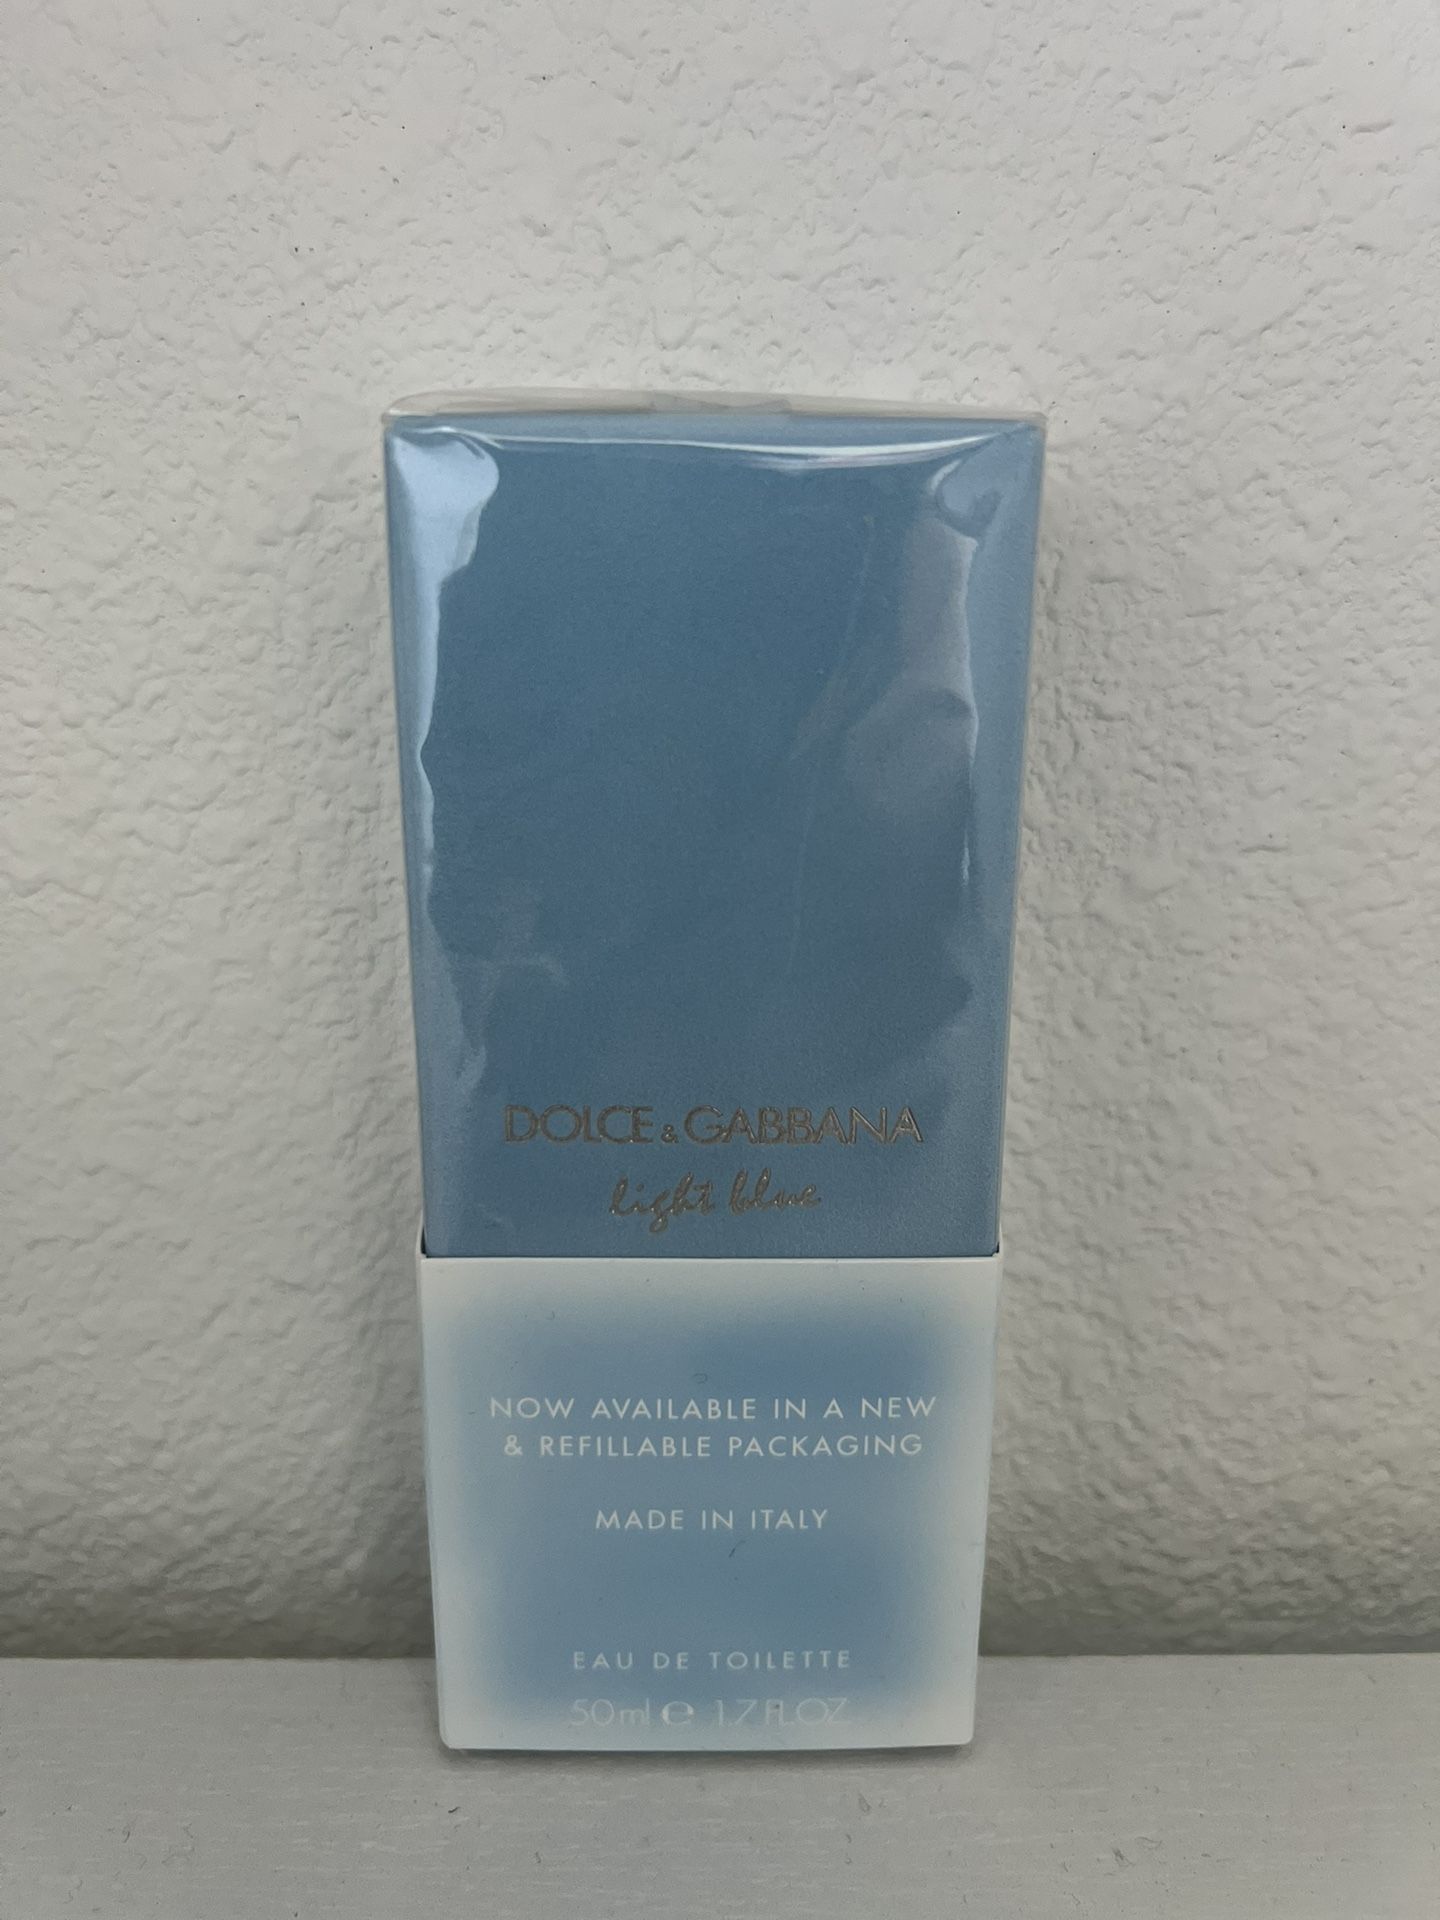 DOLCE & GABBANA
light blue
NOW AVAILABLE IN A NEW
& REFILLABLE PACKAGING
MADE IN ITALY
EAU DE TOILETTE
50ml ℮ 1.7 FL.OZ